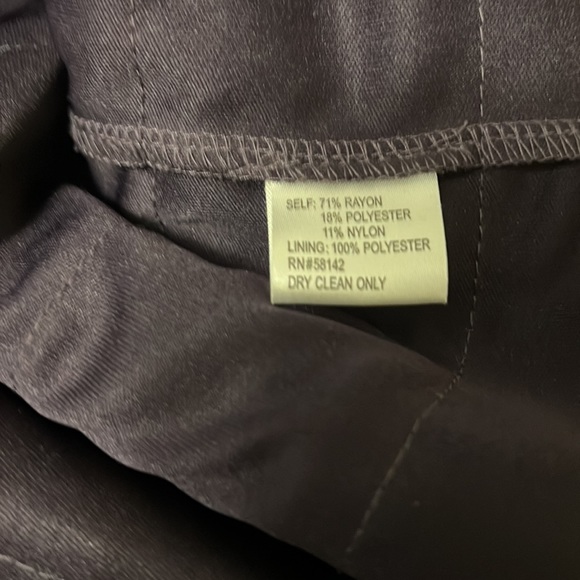 SELF: 71% RAYON
18% POLYESTER
11% NYLON
LINING: 100% POLYESTER
RN#58142
DRY CLEAN ONLY